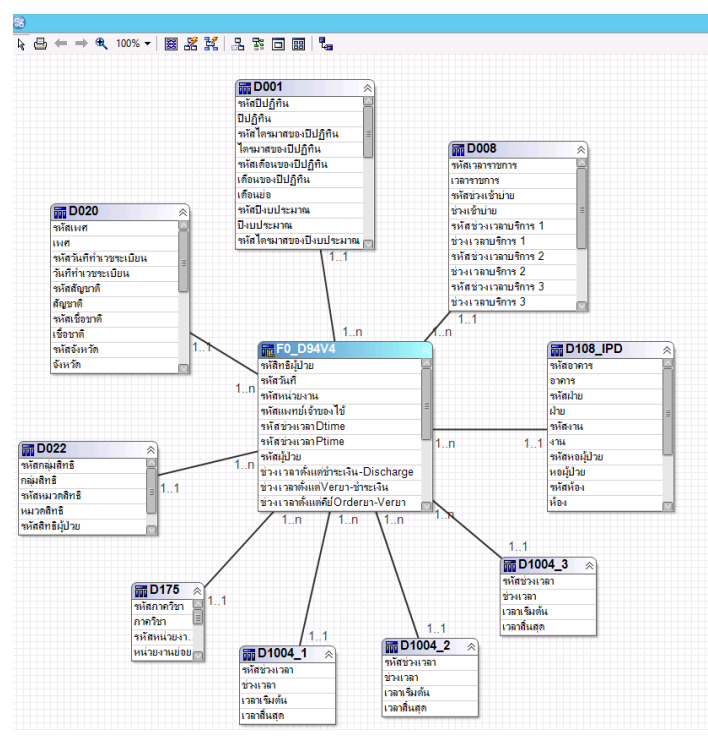 100%
D001
รหัสปีปฏิทิน
ปีปฏิทิน
รหัสไตรมาสของปีปฏิทิน
ไตรมาสของปีปฏิทิน
รหัสเดือนของปีปฏิทิน
เดือนของปีปฏิทิน
เดือนย่อ
รหัสปีงบประมาณ
ปีงบประมาณ
รหัสไตรมาสของปีงบประมาณ
1..1
1..n
D008
รหัสเวลาราชการ
เวลาราชการ
รหัสช่วงเช้าบ่าย
ช่วงเช้าบ่าย
รหัสช่วงเวลาบริการ 1
ช่วงเวลาบริการ 1
รหัสช่วงเวลาบริการ 2
ช่วงเวลาบริการ 2
รหัสช่วงเวลาบริการ 3
ช่วงเวลาบริการ 3
1..1
1..n
D020
รหัสเพศ
เพศ
รหัสวันที่ทำเวชระเบียน
วันที่ทำเวชระเบียน
รหัสสัญชาติ
สัญชาติ
รหัสเชื้อชาติ
เชื้อชาติ
รหัสจังหวัด
จังหวัด
1..1
1..n
F0_D94V4
รหัสิทธิผู้ป่วย
รหัสวันที่
รหัสหน่วยงาน
รหัสแพทย์เจ้าของไข้
รหัสช่วงเวลาDtime
รหัสช่วงเวลาPtime
รหัสผู้ป่วย
ช่วงเวลาตั้งแต่ชำระเงิน-Discharge
ช่วงเวลาตั้งแต่Verยา-ชำระเงิน
ช่วงเวลาตั้งแต่คีย์Orderยา-Verยา
D108_IPD
รหัสอาคาร
อาคาร
รหัสฝ่าย
ฝ่าย
รหัสงาน
งาน
รหัสหอผู้ป่วย
หอผู้ป่วย
รหัสห้อง
ห้อง
1..n
1..1
D022
รหัสกลุ่มสิทธิ
กลุ่มสิทธิ
รหัสหมวดสิทธิ
หมวดสิทธิ
รหัสสิทธิผู้ป่วย
1..1
1..n
1..n
1..n
1..n
1..n
D175
รหัสภาควิชา
ภาควิชา
รหัสหน่วยงา..
หน่วยงานย่อย
1..1
D1004_1
รหัสช่วงเวลา
ช่วงเวลา
เวลาเริ่มต้น
เวลาสิ้นสุด
1..1
D1004_2
รหัสช่วงเวลา
ช่วงเวลา
เวลาเริ่มต้น
เวลาสิ้นสุด
1..1
D1004_3
รหัสช่วงเวลา
ช่วงเวลา
เวลาเริ่มต้น
เวลาสิ้นสุด
1..1